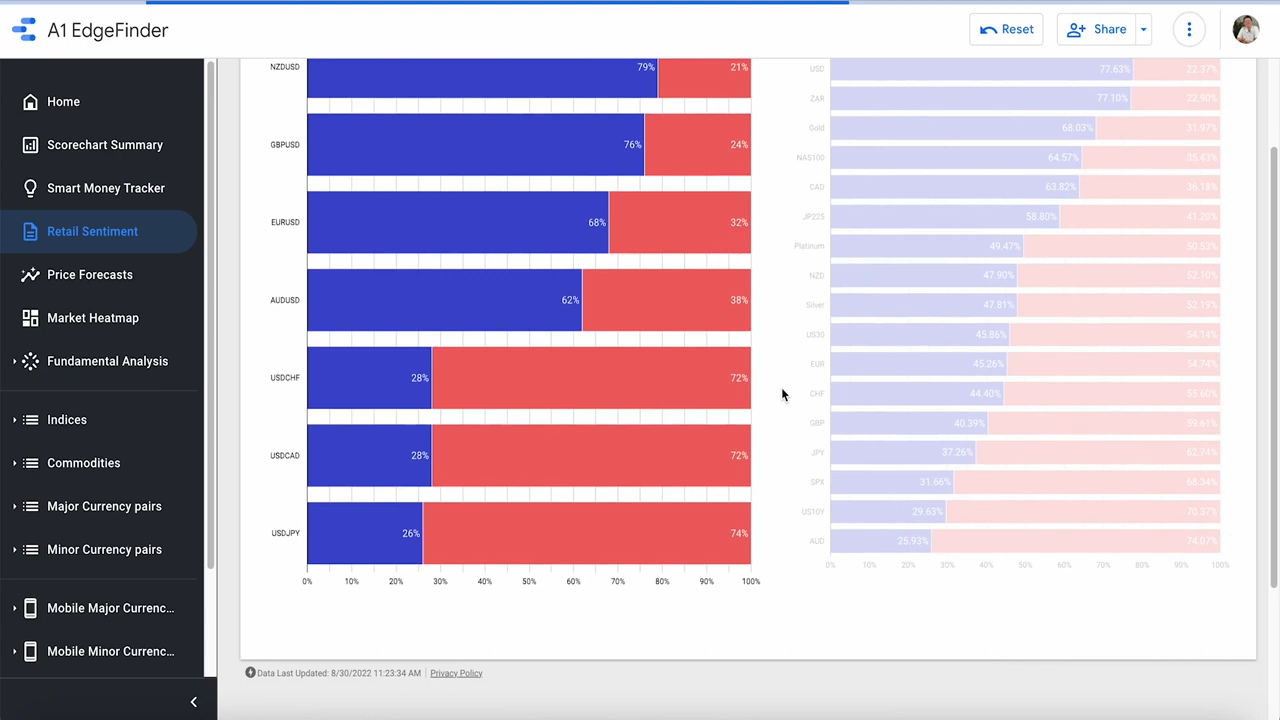 A1 EdgeFinder
Reset
Share
Home
Scorechart Summary
Smart Money Tracker
Retail Sentiment
Price Forecasts
Market Heatmap
Fundamental Analysis
Indices
Commodities
Major Currency pairs
Minor Currency pairs
Mobile Major Currenc...
Mobile Minor Currenc...
NZDUSD 79% 21%
GBPUSD 76% 24%
EURUSD 68% 32%
AUDUSD 62% 38%
USDCHF 28% 72%
USDCAD 28% 72%
USDJPY 26% 74%
0% 10% 20% 30% 40% 50% 60% 70% 80% 90% 100%
USD 77.63% 22.37%
ZAR 77.10% 22.90%
Gold 68.03% 31.97%
NAS100 64.57% 35.43%
CAD 63.82% 36.18%
JP225 58.80% 41.20%
Platinum 49.47% 50.53%
NZD 47.90% 52.10%
Silver 47.81% 52.19%
US30 45.86% 54.14%
EUR 45.26% 54.74%
CHF 44.40% 55.60%
GBP 40.39% 59.61%
JPY 37.26% 62.74%
SPX 31.66% 68.34%
US10Y 29.63% 70.37%
AUD 25.93% 74.07%
0% 10% 20% 30% 40% 50% 60% 70% 80% 90% 100%
Data Last Updated: 8/30/2022 11:23:34 AM Privacy Policy